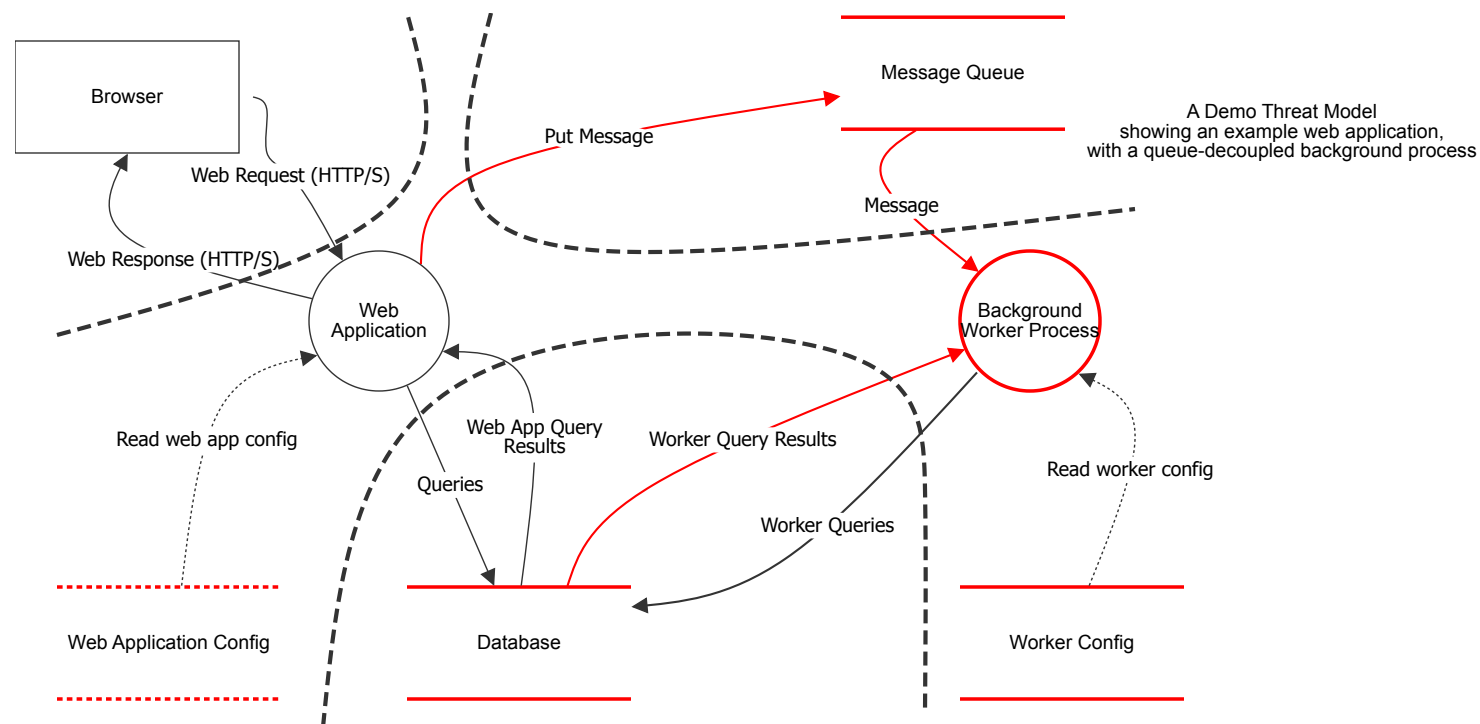 Message Queue
Browser
A Demo Threat Model
showing an example web application,
with a queue-decoupled background process
Put Message
Web Request (HTTP/S)
Message
Web Response (HTTP/S)
Web
Application
Background
Worker Process
Read web app config
Web App Query
Results
Worker Query Results
Read worker config
Queries
Worker Queries
Web Application Config
Database
Worker Config